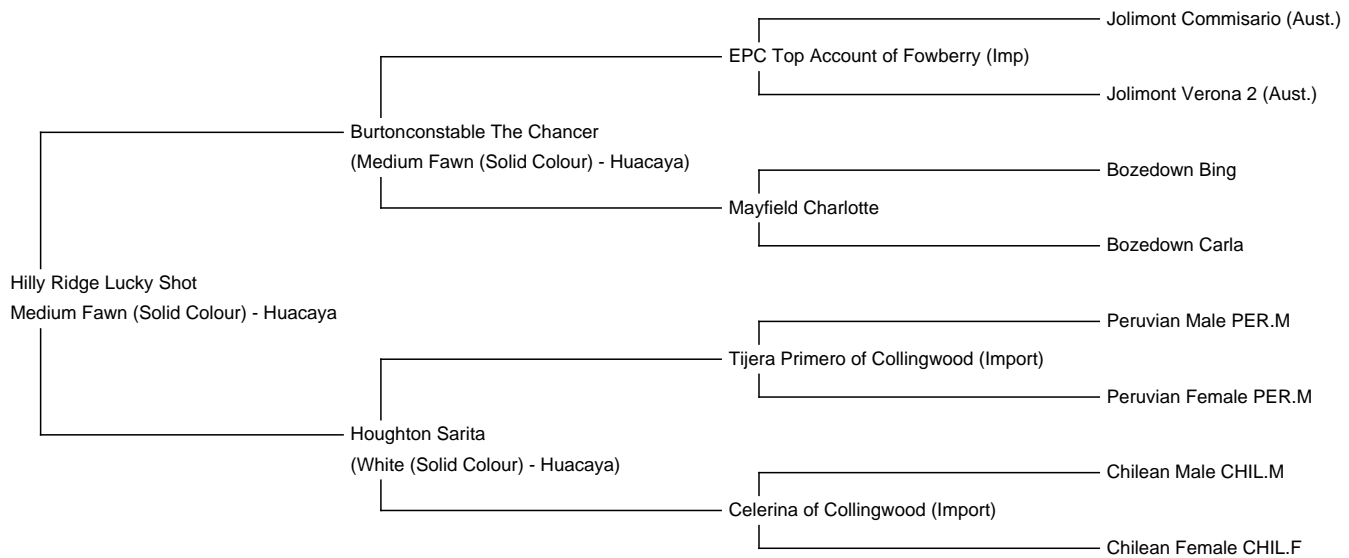 Jolimont Commisario (Aust.)
EPC Top Account of Fowberry (Imp)
Jolimont Verona 2 (Aust.)
Burtonconstable The Chancer
(Medium Fawn (Solid Colour) - Huacaya)
Bozedown Bing
Mayfield Charlotte
Bozedown Carla
Hilly Ridge Lucky Shot
Medium Fawn (Solid Colour) - Huacaya
Peruvian Male PER.M
Tijera Primero of Collingwood (Import)
Peruvian Female PER.M
Houghton Sarita
(White (Solid Colour) - Huacaya)
Chilean Male CHIL.M
Celerina of Collingwood (Import)
Chilean Female CHIL.F